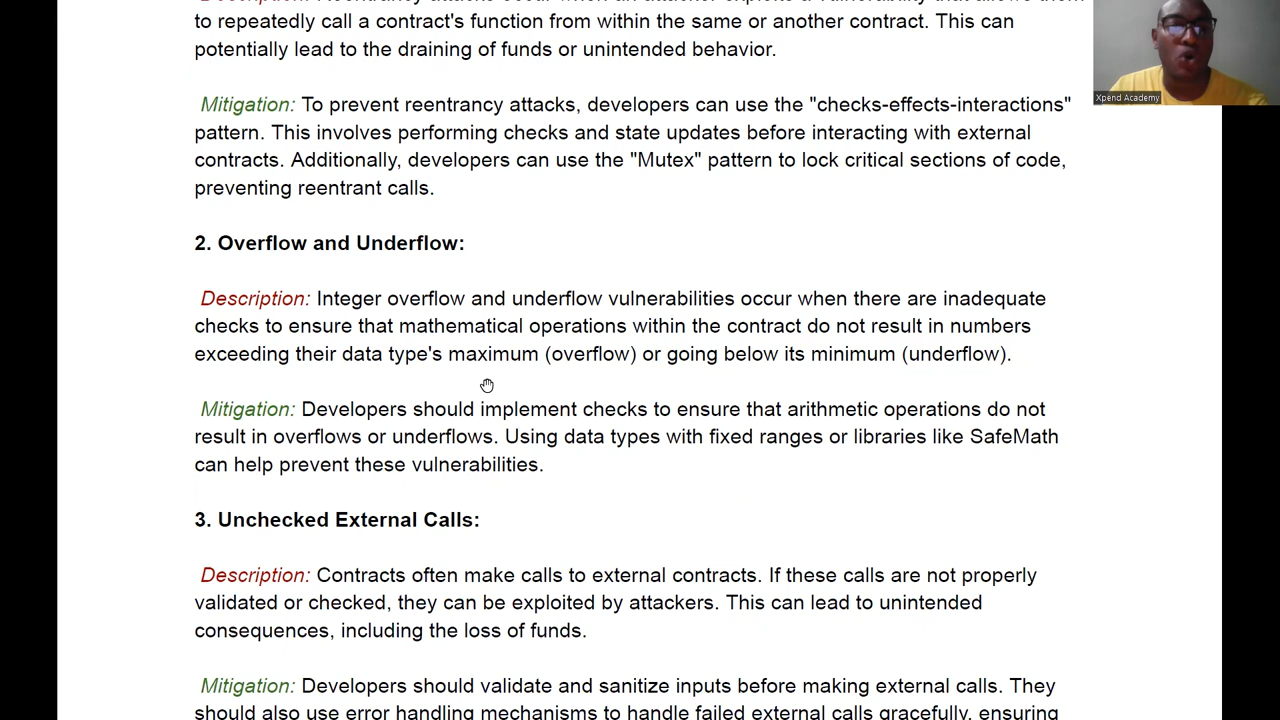 to repeatedly call a contract's function from within the same or another contract. This can
potentially lead to the draining of funds or unintended behavior.
Xpend Academy
Mitigation: To prevent reentrancy attacks, developers can use the "checks-effects-interactions"
pattern. This involves performing checks and state updates before interacting with external
contracts. Additionally, developers can use the "Mutex" pattern to lock critical sections of code,
preventing reentrant calls.
2. Overflow and Underflow:
Description: Integer overflow and underflow vulnerabilities occur when there are inadequate
checks to ensure that mathematical operations within the contract do not result in numbers
exceeding their data type's maximum (overflow) or going below its minimum (underflow).
Mitigation: Developers should implement checks to ensure that arithmetic operations do not
result in overflows or underflows. Using data types with fixed ranges or libraries like SafeMath
can help prevent these vulnerabilities.
3. Unchecked External Calls:
Description: Contracts often make calls to external contracts. If these calls are not properly
validated or checked, they can be exploited by attackers. This can lead to unintended
consequences, including the loss of funds.
Mitigation: Developers should validate and sanitize inputs before making external calls. They
should also use error handling mechanisms to handle failed external calls gracefully, ensuring